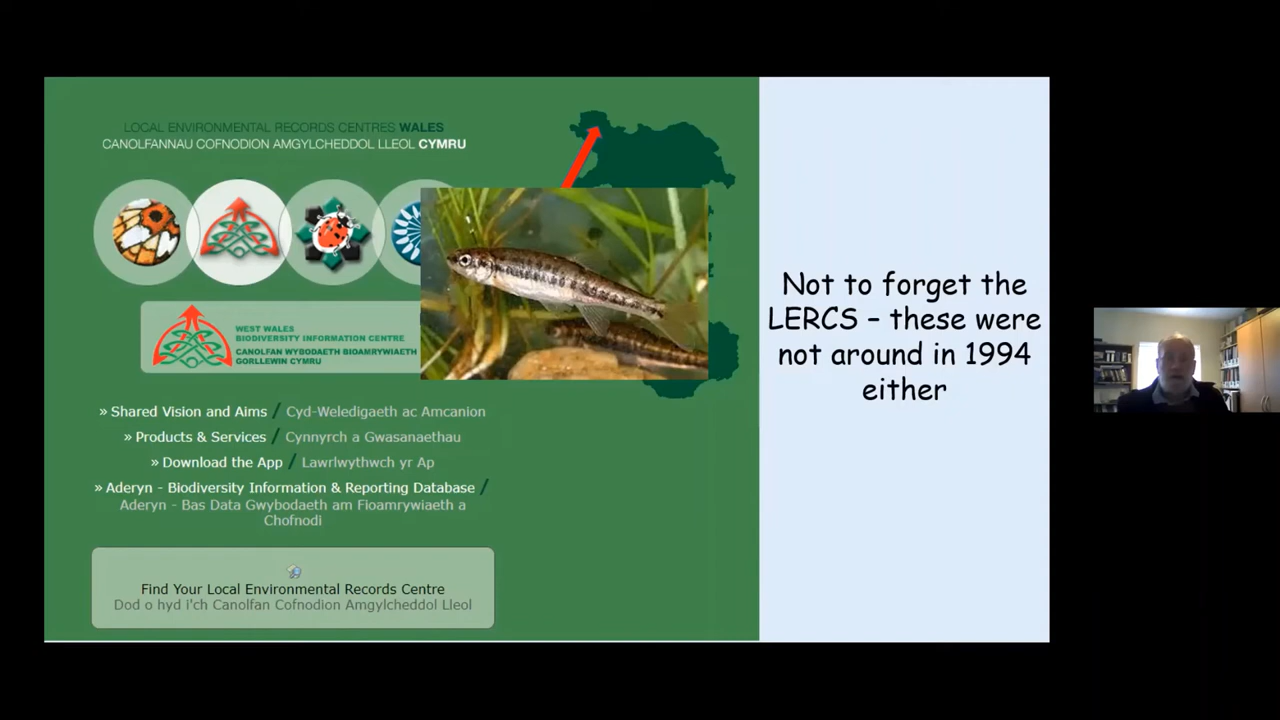 LOCAL ENVIRONMENTAL RECORDS CENTRES WALES
CANOLFANNAU COFNODION AMGYLCHEDDOL LLEOL CYMRU
WEST WALES
BIODIVERSITY INFORMATION CENTRE
CANOLFAN WYBODAETH BIOAMRYWIAETH
GORLLEWIN CYMRU
» Shared Vision and Aims / Cyd-Weledigaeth ac Amcanion
» Products & Services / Cynnyrch a Gwasanaethau
» Download the App / Lawrlwythwch yr Ap
» Aderyn - Biodiversity Information & Reporting Database /
Aderyn - Bas Data Gwybodaeth am Fioamrywiaeth a
Chofnodi
Find Your Local Environmental Records Centre
Dod o hyd i'ch Canolfan Cofnodion Amgylcheddol Lleol
Not to forget the
LERCS – these were
not around in 1994
either